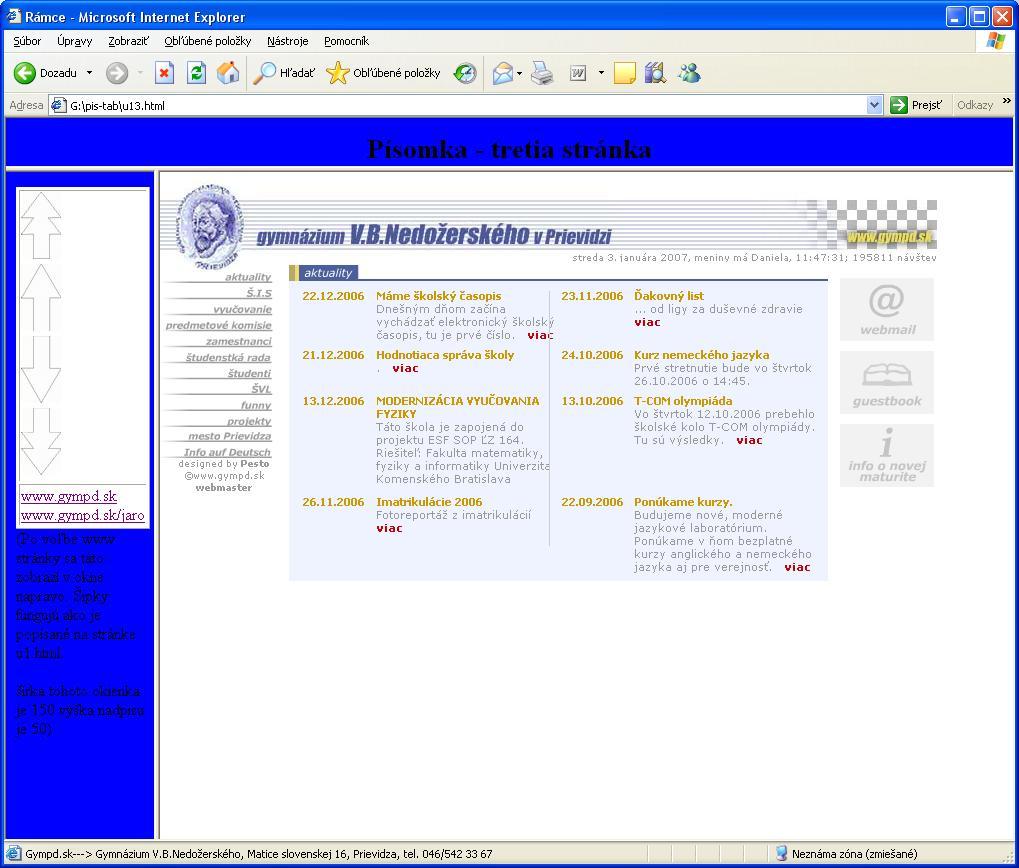 Rámce - Microsoft Internet Explorer
Súbor Úpravy Zobraziť Obľúbené položky Nástroje Pomocník
Dozadu Hľadať Obľúbené položky
Adresa G:\pis-tab\u13.html Prejsť Odkazy »
Písomka - tretia stránka
www.gympd.sk
www.gympd.sk/jaro
(Po voľbe www
stránky sa táto
zobrazí v okne
napravo. Šípky
fungujú ako je
popísané na stránke
u1.html.
šírka tohoto okienka
je 150 výška nadpisu
je 50)
gymnázium V.B.Nedožerského v Prievidzi
www.gympd.sk
streda 3. januára 2007, meniny má Daniela, 11:47:31; 195811 návštev
aktuality
Š.I.S
vyučovanie
predmetové komisie
zamestnanci
študentská rada
študenti
ŠVL
funny
projekty
mesto Prievidza
Info auf Deutsch
designed by Pesto
©www.gympd.sk
webmaster
aktuality
22.12.2006 Máme školský časopis
Dnešným dňom začína
vychádzať elektronický školský
časopis, tu je prvé číslo. viac
21.12.2006 Hodnotiaca správa školy
. viac
13.12.2006 MODERNIZÁCIA VYUČOVANIA
FYZIKY
Táto škola je zapojená do
projektu ESF SOP ĽZ 164.
Riešiteľ: Fakulta matematiky,
fyziky a informatiky Univerzita
Komenského Bratislava
26.11.2006 Imatrikulácie 2006
Fotoreportáž z imatrikulácií
viac
23.11.2006 Ďakovný list
... od ligy za duševné zdravie
viac
24.10.2006 Kurz nemeckého jazyka
Prvé stretnutie bude vo štvrtok
26.10.2006 o 14:45.
13.10.2006 T-COM olympiáda
Vo štvrtok 12.10.2006 prebehlo
školské kolo T-COM olympiády.
Tu sú výsledky. viac
22.09.2006 Ponúkame kurzy.
Budujeme nové, moderné
jazykové laboratórium.
Ponúkame v ňom bezplatné
kurzy anglického a nemeckého
jazyka aj pre verejnosť. viac
@
webmail
guestbook
i
info o novej
maturite
Gympd.sk---> Gymnázium V.B.Nedožerského, Matice slovenskej 16, Prievidza, tel. 046/542 33 67
Neznáma zóna (zmiešané)